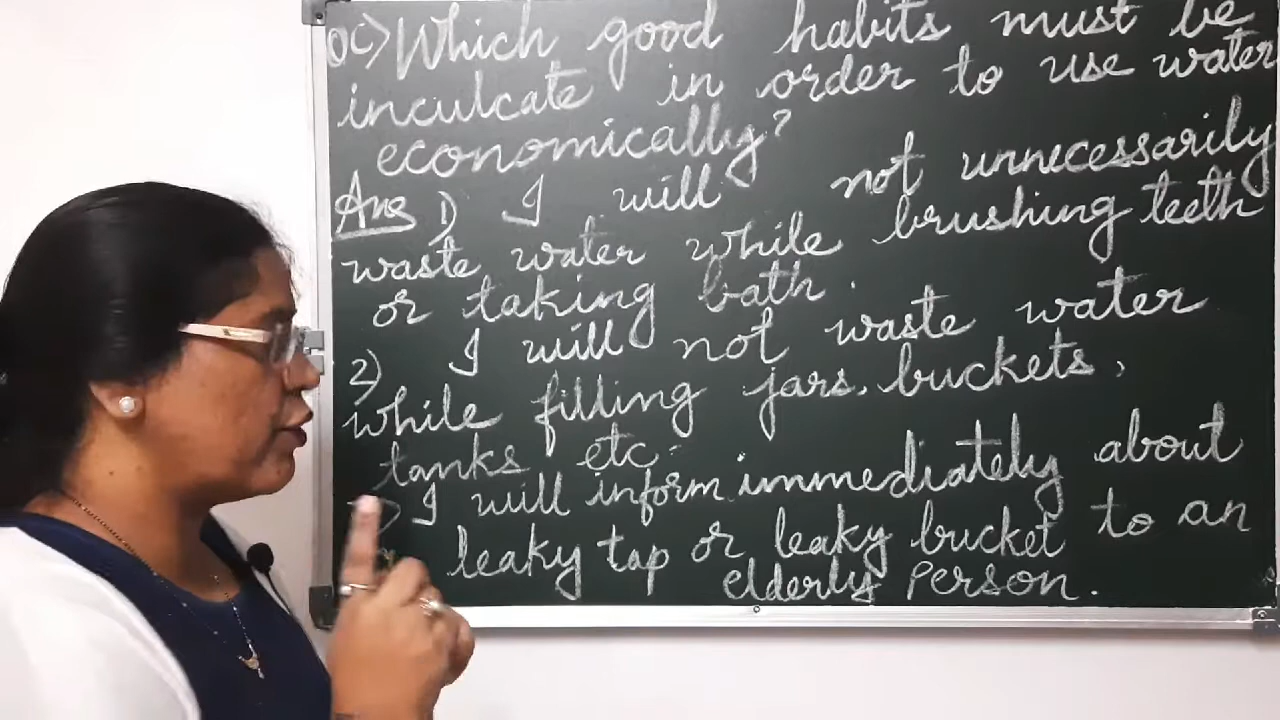 Q C) Which good habits must be
inculcate in order to use water
economically?
Ans 1) I will not unnecessarily
waste water while brushing teeth
or taking bath.
2) I will not waste water
while filling jars, buckets,
tanks etc.
I will inform immediately about
leaky tap or leaky bucket to an
elderly person.